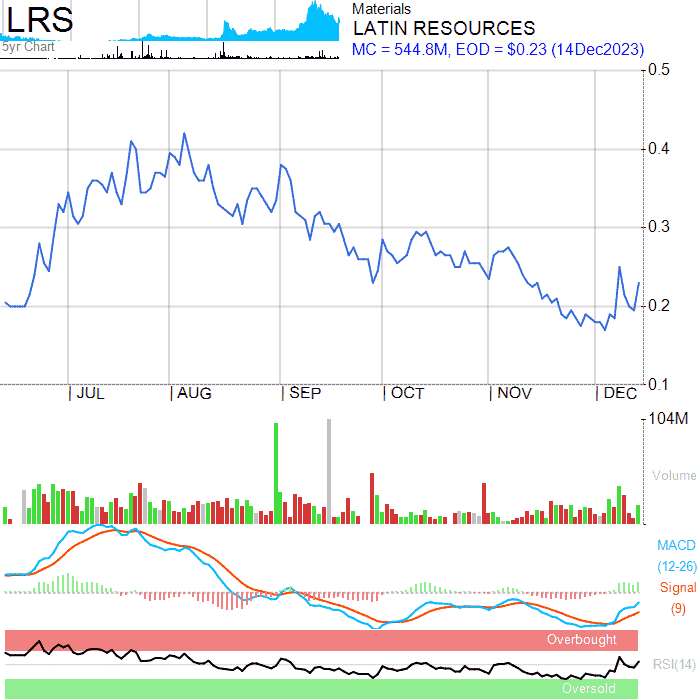 LRS
5yr Chart
Materials
LATIN RESOURCES
MC = 544.8M, EOD = $0.23 (14Dec2023)
0.5
0.4
0.3
0.2
0.1
JUL AUG SEP OCT NOV DEC
104M
Volume
MACD
(12-26)
Signal
(9)
Overbought
RSI(14)
Oversold